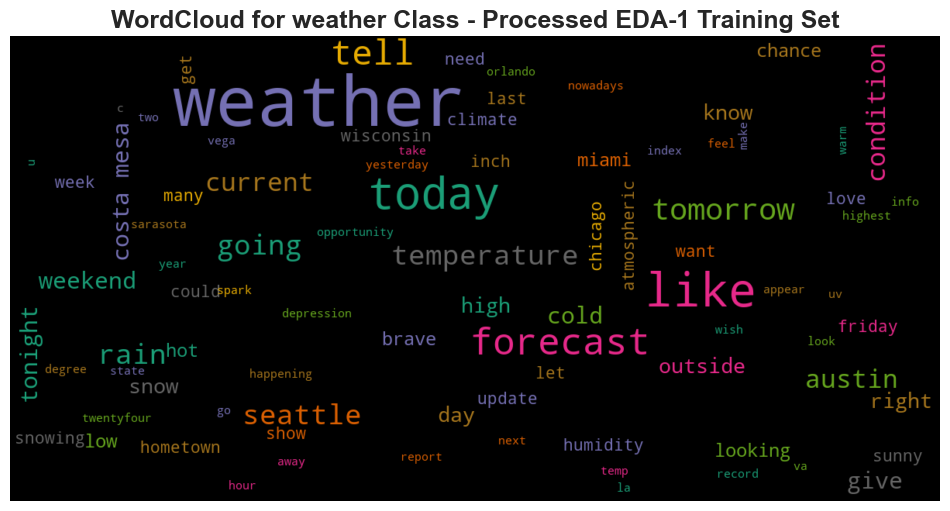 WordCloud for weather Class - Processed EDA-1 Training Set
tell
need
chance
get
orlando
condition
weather
nowadays
last
know
c
two
climate
wisconsin
make
warm
vega
take
index
feel
u
costa mesa
yesterday
inch
miami
week
current
many
today
chicago
atmospheric
tomorrow
love
info
highest
sarasota
going
opportunity
temperature
want
year
weekend
could
spark
like
appear
uv
high
depression
cold
brave
forecast
wish
friday
look
tonight
rain
hot
degree
state
happening
let
outside
austin
snow
update
right
twentyfour
go
seattle
day
show
next
snowing
low
hometown
humidity
looking
sunny
away
report
temp
record
va
hour
la
give